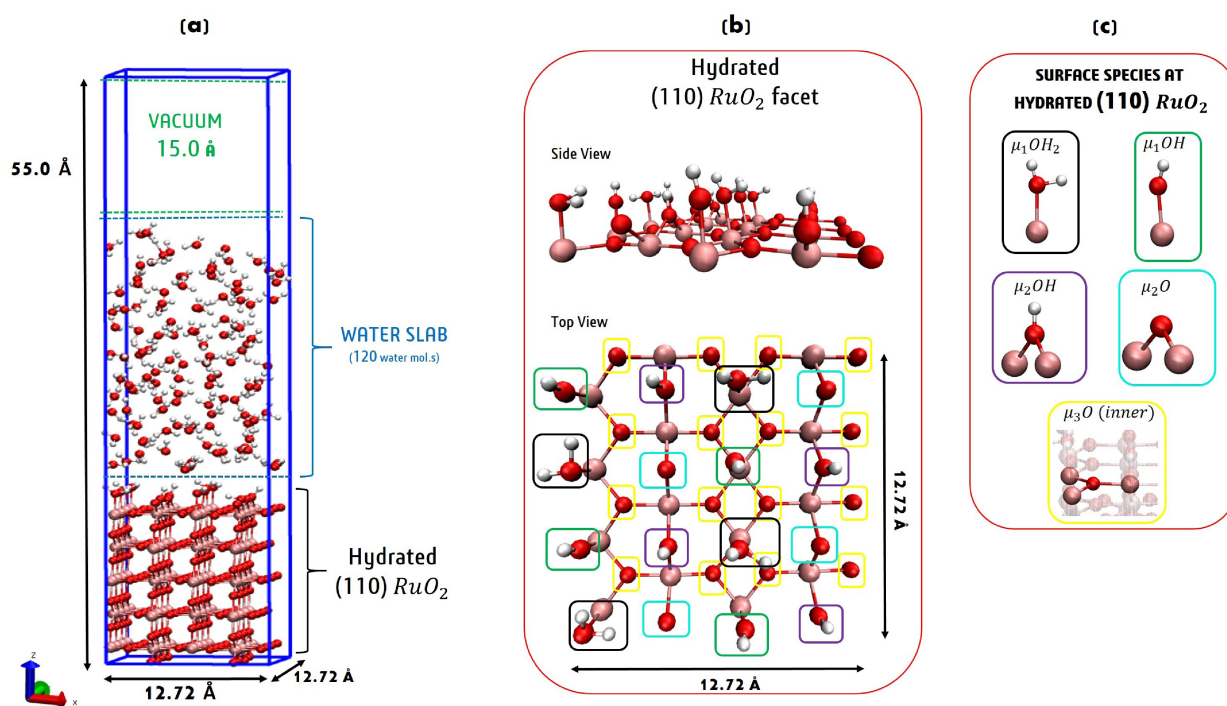 (a)
VACUUM
15.0 Å
55.0 Å
WATER SLAB
(120 water mol.s)
Hydrated
(110) RuO₂
12.72 Å
12.72 Å
z
x
(b)
Hydrated
(110) RuO₂ facet
Side View
Top View
12.72 Å
12.72 Å
(c)
SURFACE SPECIES AT
HYDRATED (110) RuO₂
μ₁OH₂
μ₁OH
μ₂OH
μ₂O
μ₃O (inner)